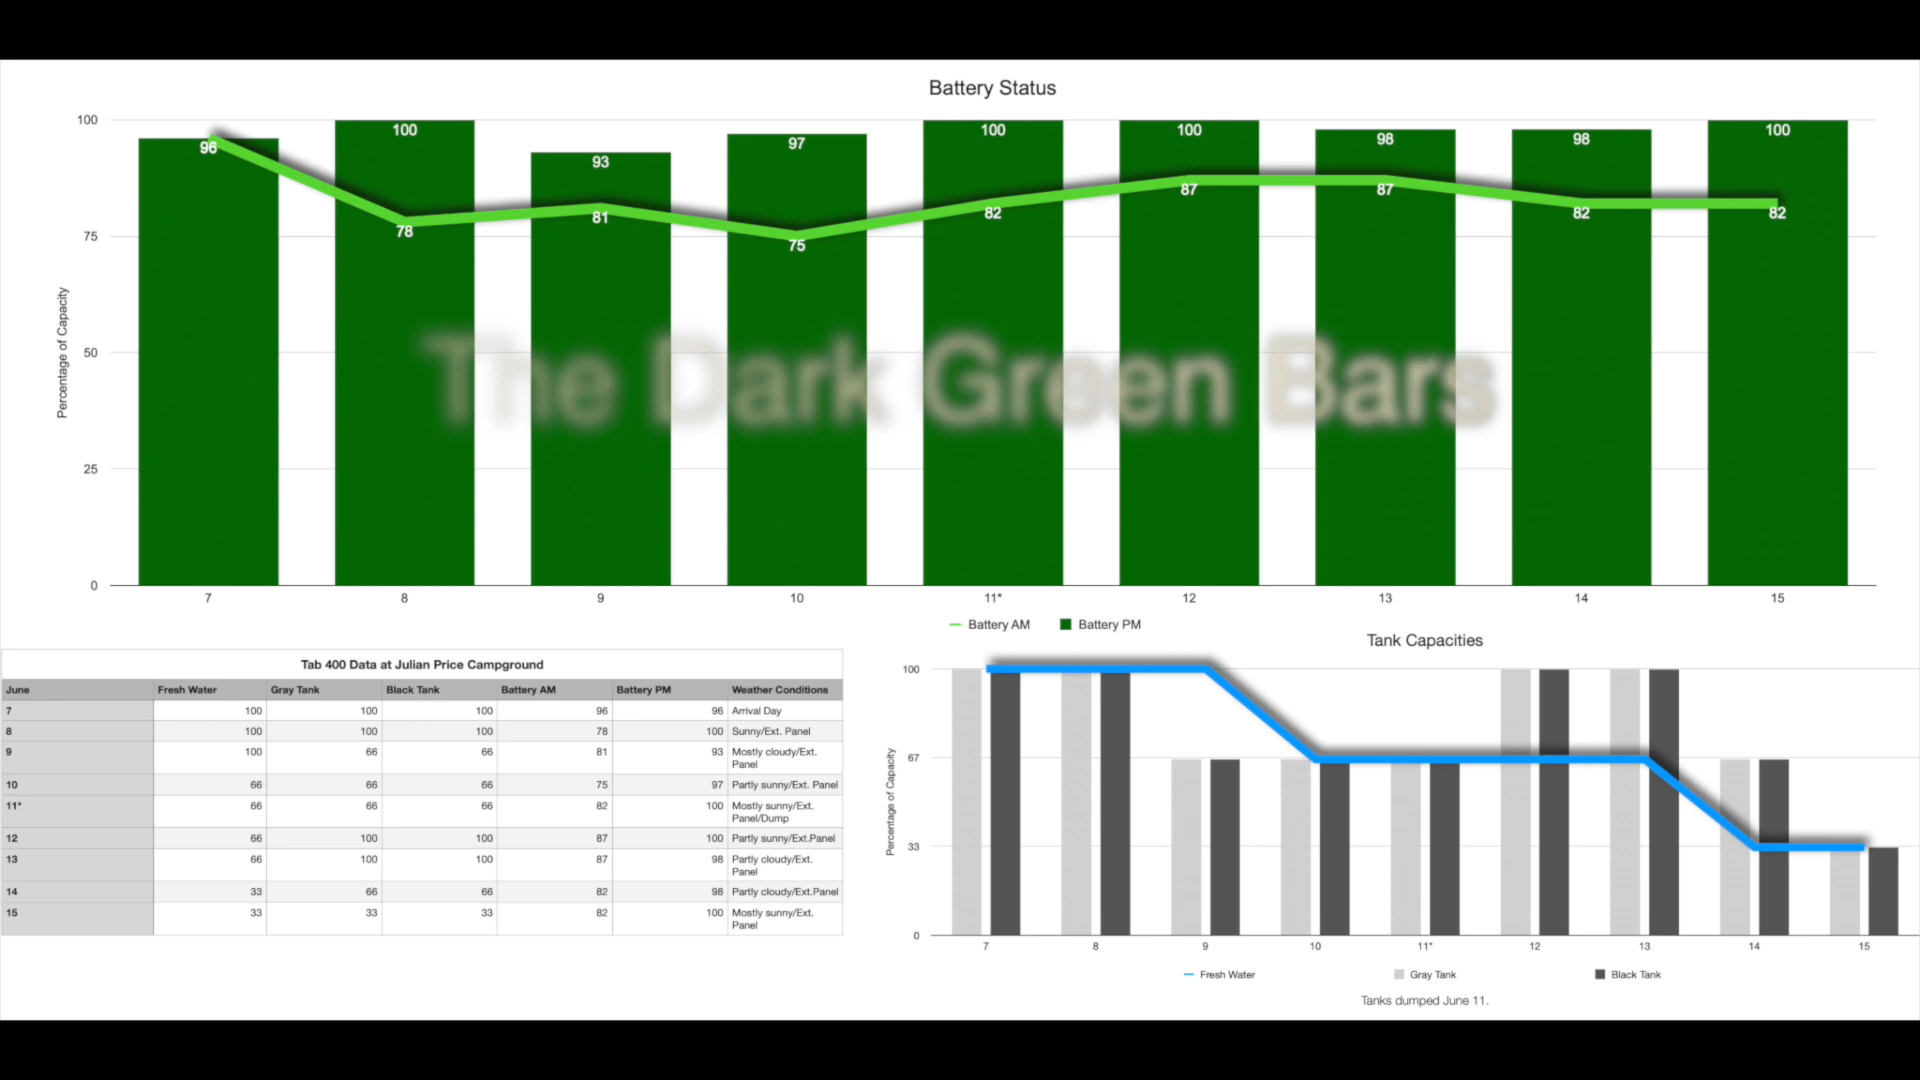 Battery Status
100
75
50
25
0
Percentage of Capacity
96 100 93 97 100 100 98 98 100
78 81 75 82 87 87 82 82
The Dark Green Bars
7 8 9 10 11* 12 13 14 15
Battery AM Battery PM
Tab 400 Data at Julian Price Campground
June Fresh Water Gray Tank Black Tank Battery AM Battery PM Weather Conditions
7 100 100 100 96 96 Arrival Day
8 100 100 100 78 100 Sunny/Ext. Panel
9 100 66 66 81 93 Mostly cloudy/Ext.
Panel
10 66 66 66 75 97 Partly sunny/Ext. Panel
11* 66 66 66 82 100 Mostly sunny/Ext.
Panel/Dump
12 66 100 100 87 100 Partly sunny/Ext.Panel
13 66 100 100 87 98 Partly cloudy/Ext.
Panel
14 33 66 66 82 98 Partly cloudy/Ext.Panel
15 33 33 33 82 100 Mostly sunny/Ext.
Panel
Tank Capacities
100
67
33
0
Percentage of Capacity
7 8 9 10 11* 12 13 14 15
Fresh Water Gray Tank Black Tank
Tanks dumped June 11.